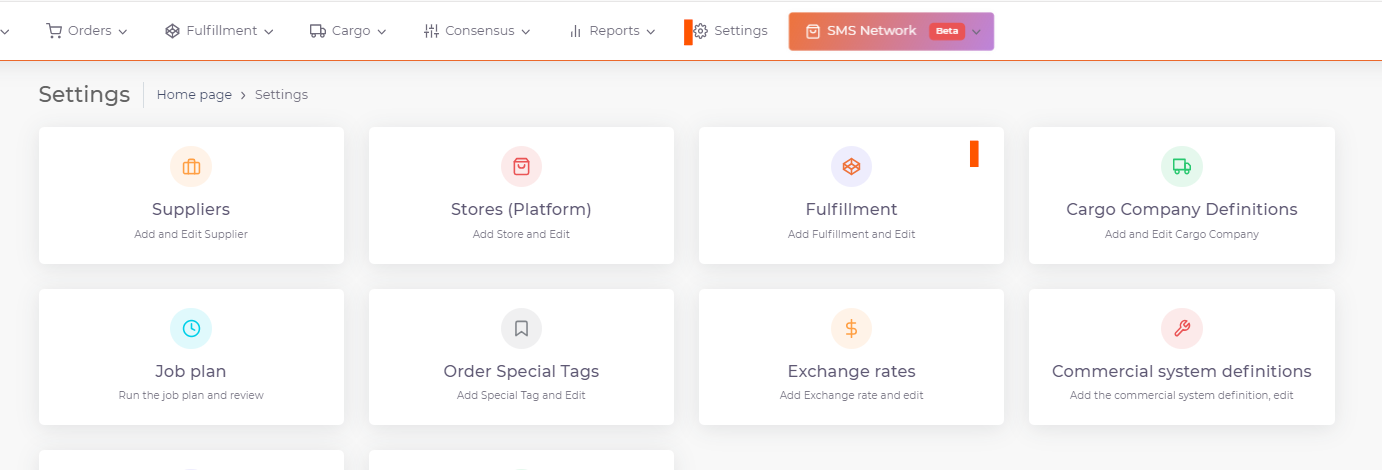 Orders Fulfillment Cargo Consensus Reports Settings SMS Network Beta
Settings Home page > Settings
Suppliers
Add and Edit Supplier
Stores (Platform)
Add Store and Edit
Fulfillment
Add Fulfillment and Edit
Cargo Company Definitions
Add and Edit Cargo Company
Job plan
Run the job plan and review
Order Special Tags
Add Special Tag and Edit
Exchange rates
Add Exchange rate and edit
Commercial system definitions
Add the commercial system definition, edit